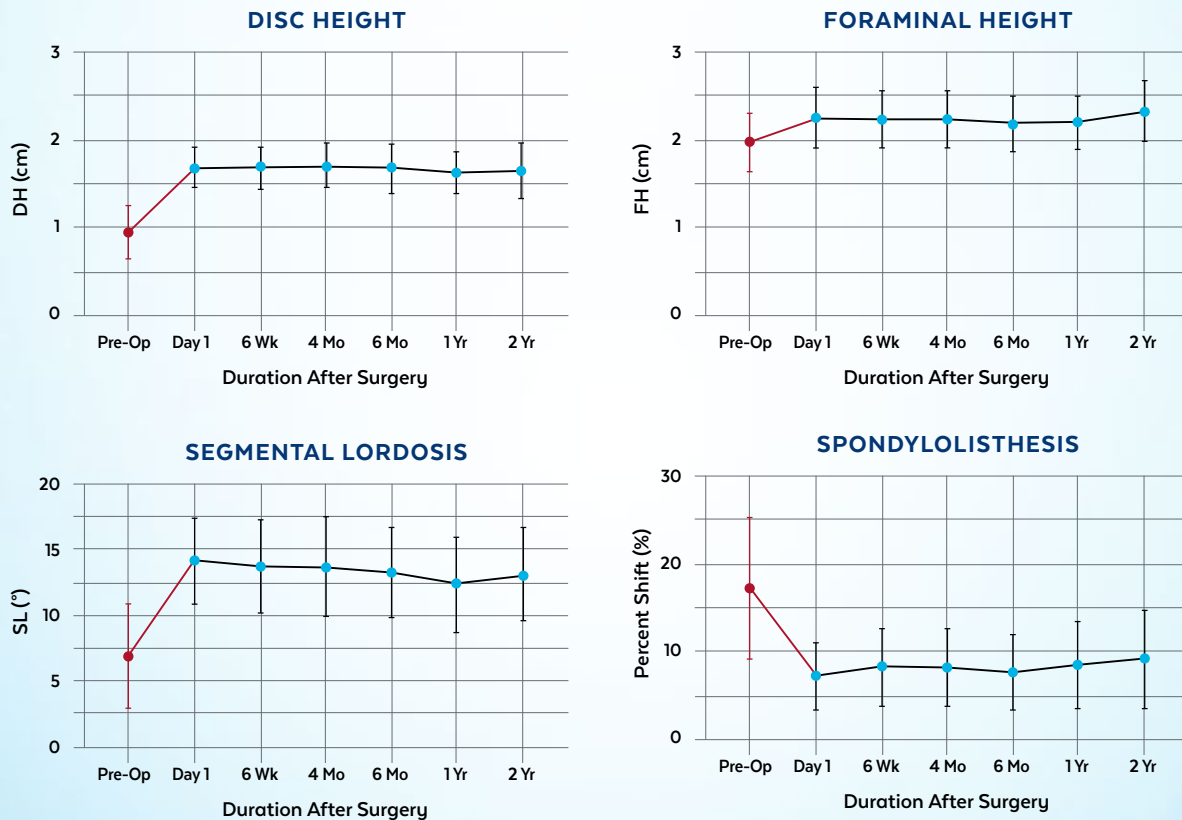 DISC HEIGHT
3
2
1
0
DH (cm)
Pre-Op Day 1 6 Wk 4 Mo 6 Mo 1 Yr 2 Yr
Duration After Surgery
FORAMINAL HEIGHT
3
2
1
0
FH (cm)
Pre-Op Day 1 6 Wk 4 Mo 6 Mo 1 Yr 2 Yr
Duration After Surgery
SEGMENTAL LORDOSIS
20
15
10
5
0
SL (°)
Pre-Op Day 1 6 Wk 4 Mo 6 Mo 1 Yr 2 Yr
Duration After Surgery
SPONDYLOLISTHESIS
30
20
10
0
Percent Shift (%)
Pre-Op Day 1 6 Wk 4 Mo 6 Mo 1 Yr 2 Yr
Duration After Surgery